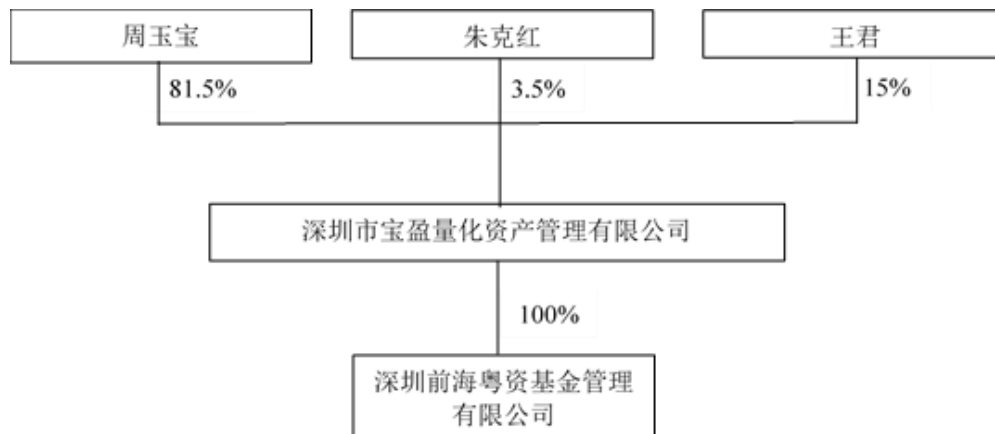 周玉宝
朱克红
王君
81.5%
3.5%
15%
深圳市宝盈量化资产管理有限公司
100%
深圳前海粤资基金管理
有限公司